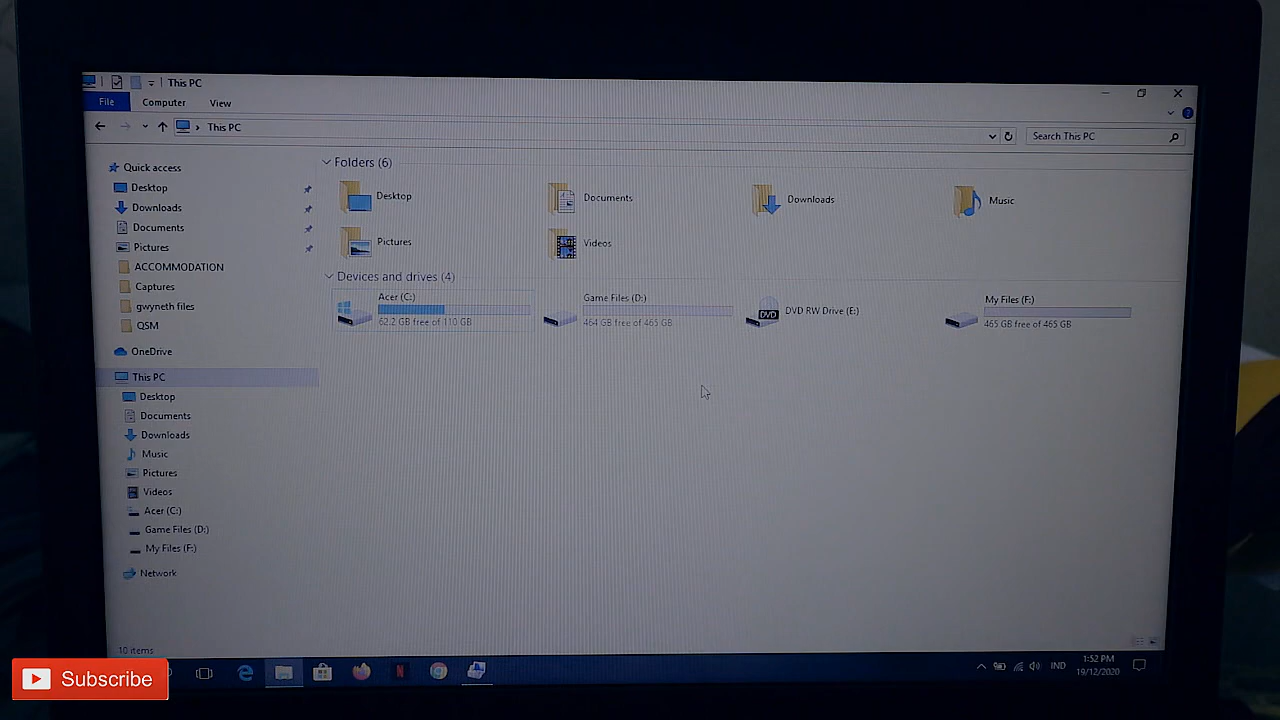 This PC
File Computer View
This PC
Search This PC
Quick access
Desktop
Downloads
Documents
Pictures
ACCOMMODATION
Captures
gwyneth files
QSM
OneDrive
This PC
Desktop
Documents
Downloads
Music
Pictures
Videos
Acer (C:)
Game Files (D:)
My Files (F:)
Network
Folders (6)
Desktop
Documents
Downloads
Music
Pictures
Videos
Devices and drives (4)
Acer (C:)
62.2 GB free of 110 GB
Game Files (D:)
464 GB free of 465 GB
DVD
DVD RW Drive (E:)
My Files (F:)
465 GB free of 465 GB
10 items
IND
1:52 PM
19/12/2020
Subscribe